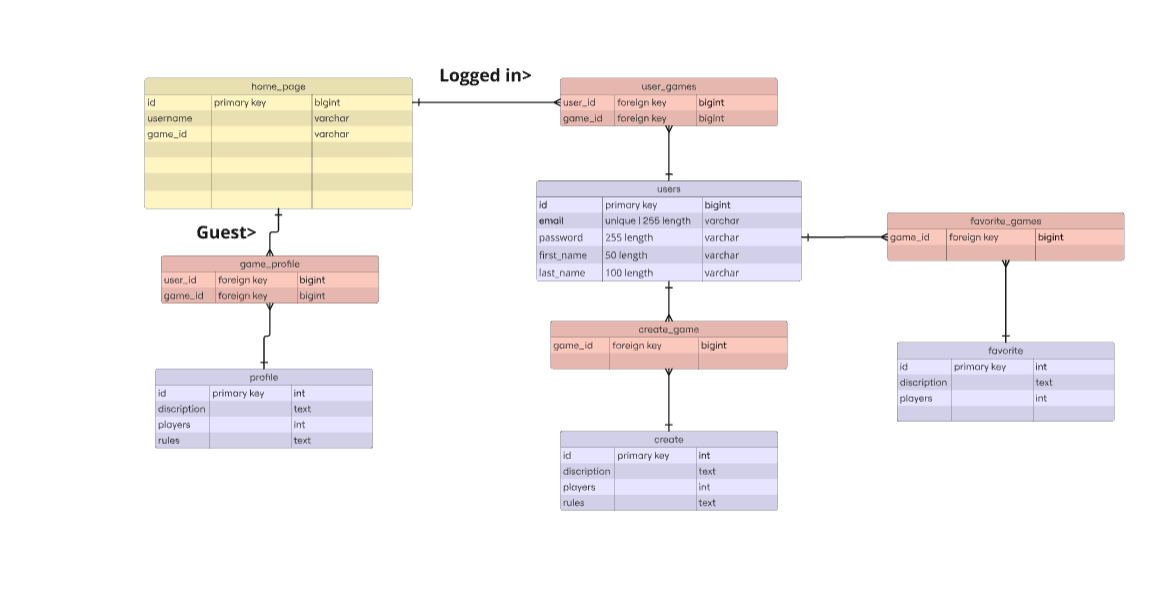 Logged in>
home_page
id primary key bigint
username varchar
game_id varchar
user_games
user_id foreign key bigint
game_id foreign key bigint
users
id primary key bigint
email unique | 255 length varchar
password 255 length varchar
first_name 50 length varchar
last_name 100 length varchar
favorite_games
game_id foreign key bigint
Guest>
game_profile
user_id foreign key bigint
game_id foreign key bigint
create_game
game_id foreign key bigint
favorite
id primary key int
discription text
players int
profile
id primary key int
discription text
players int
rules text
create
id primary key int
discription text
players int
rules text